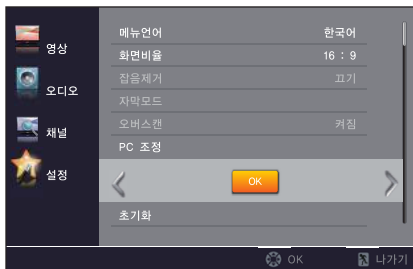 영상
오디오
채널
설정
메뉴언어 한국어
화면비율 16 : 9
잡음제거 끄기
자막모드
오버스캔 켜짐
PC 조정
OK
초기화
OK 나가기